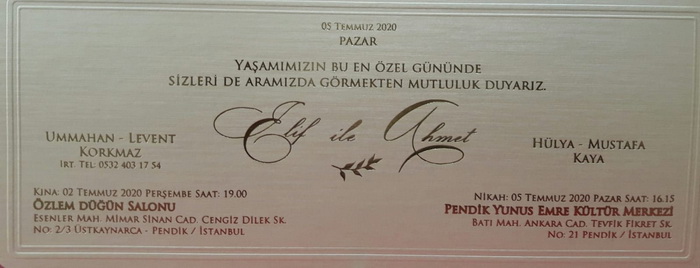 05 TEMMUZ 2020
PAZAR
YAŞAMIMIZIN BU EN ÖZEL GÜNÜNDE
SİZLERİ DE ARAMIZDA GÖRMEKTEN MUTLULUK DUYARIZ.
Elif ile Ahmet
UMMAHAN - LEVENT
KORKMAZ
İRT. TEL: 0532 403 17 54
HÜLYA - MUSTAFA
KAYA
KINA: 02 TEMMUZ 2020 PERŞEMBE SAAT: 19.00
ÖZLEM DÜĞÜN SALONU
ESENLER MAH. MİMAR SİNAN CAD. CENGİZ DİLEK SK.
NO: 2/3 ÜSTKAYNARCA - PENDİK / İSTANBUL
NİKAH: 05 TEMMUZ 2020 PAZAR SAAT: 16.15
PENDİK YUNUS EMRE KÜLTÜR MERKEZİ
BATI MAH. ANKARA CAD. TEVFİK FİKRET SK.
NO: 21 PENDİK / İSTANBUL